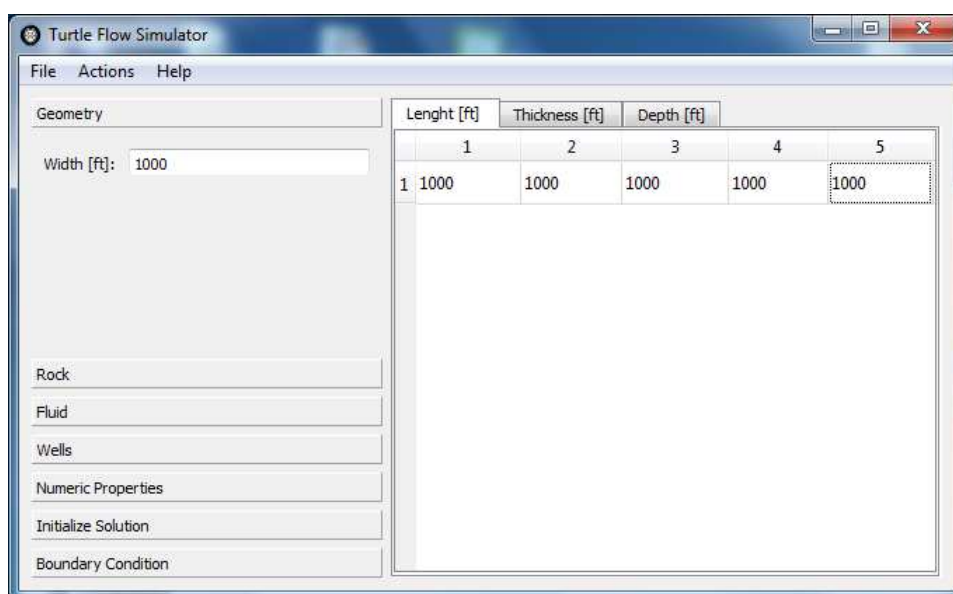 Turtle Flow Simulator
File Actions Help
Geometry
Width [ft]: 1000
Rock
Fluid
Wells
Numeric Properties
Initialize Solution
Boundary Condition
Lenght [ft] Thickness [ft] Depth [ft]
1 2 3 4 5
1 1000 1000 1000 1000 1000